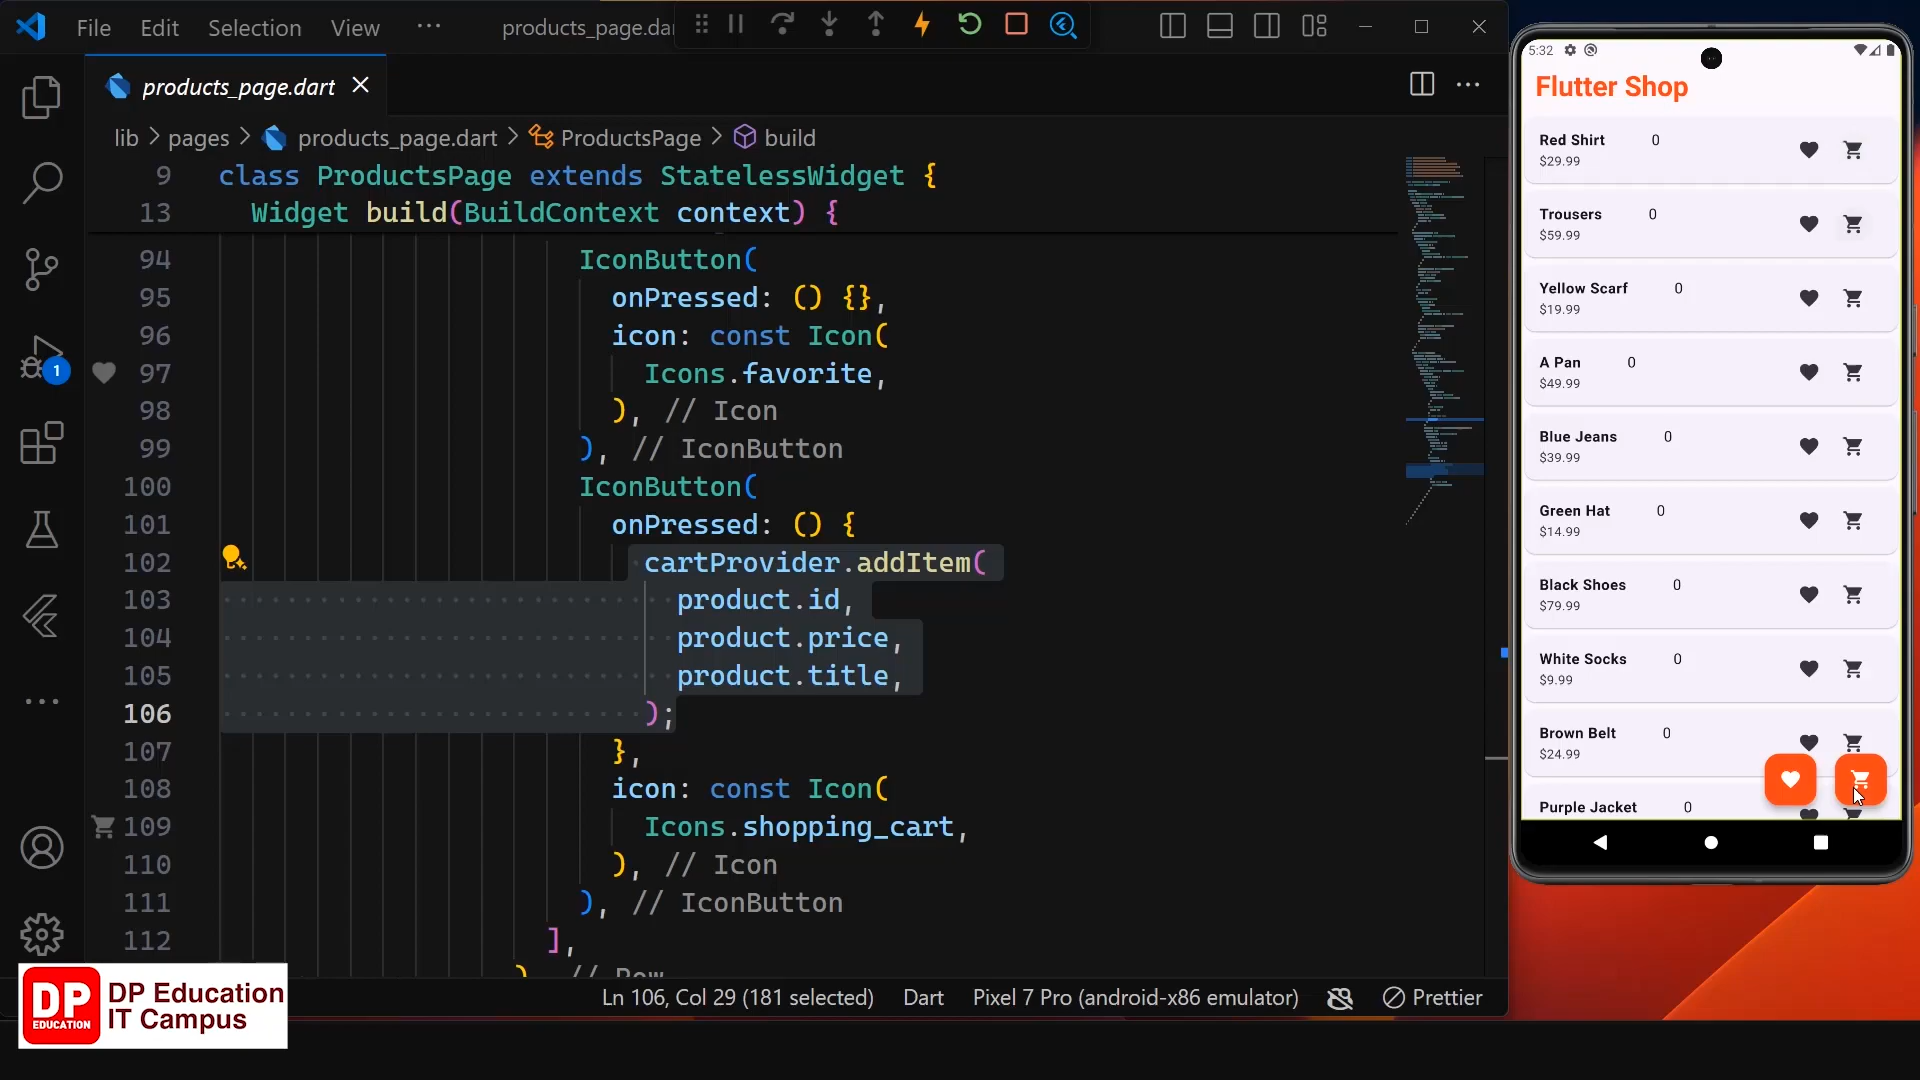 File Edit Selection View ··· products_page.dar
products_page.dart
lib > pages > products_page.dart > ProductsPage > build
9 class ProductsPage extends StatelessWidget {
13 Widget build(BuildContext context) {
94 IconButton(
95 onPressed: () {},
96 icon: const Icon(
97 Icons.favorite,
98 ), // Icon
99 ), // IconButton
100 IconButton(
101 onPressed: () {
102 cartProvider.addItem(
103 product.id,
104 product.price,
105 product.title,
106 );
107 },
108 icon: const Icon(
109 Icons.shopping_cart,
110 ), // Icon
111 ), // IconButton
112 ],
), // Row
1
Ln 106, Col 29 (181 selected) Dart Pixel 7 Pro (android-x86 emulator) Prettier
DP EDUCATION
DP Education
IT Campus
5:32
Flutter Shop
Red Shirt 0
$29.99
Trousers 0
$59.99
Yellow Scarf 0
$19.99
A Pan 0
$49.99
Blue Jeans 0
$39.99
Green Hat 0
$14.99
Black Shoes 0
$79.99
White Socks 0
$9.99
Brown Belt 0
$24.99
Purple Jacket 0